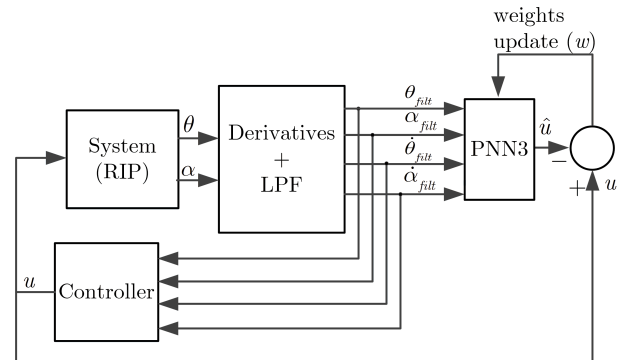 weights
update (w)
θ
α
System
(RIP)
Derivatives
+
LPF
θ_filt
α_filt
θ̇_filt
α̇_filt
PNN3
û
−
+
u
u
Controller